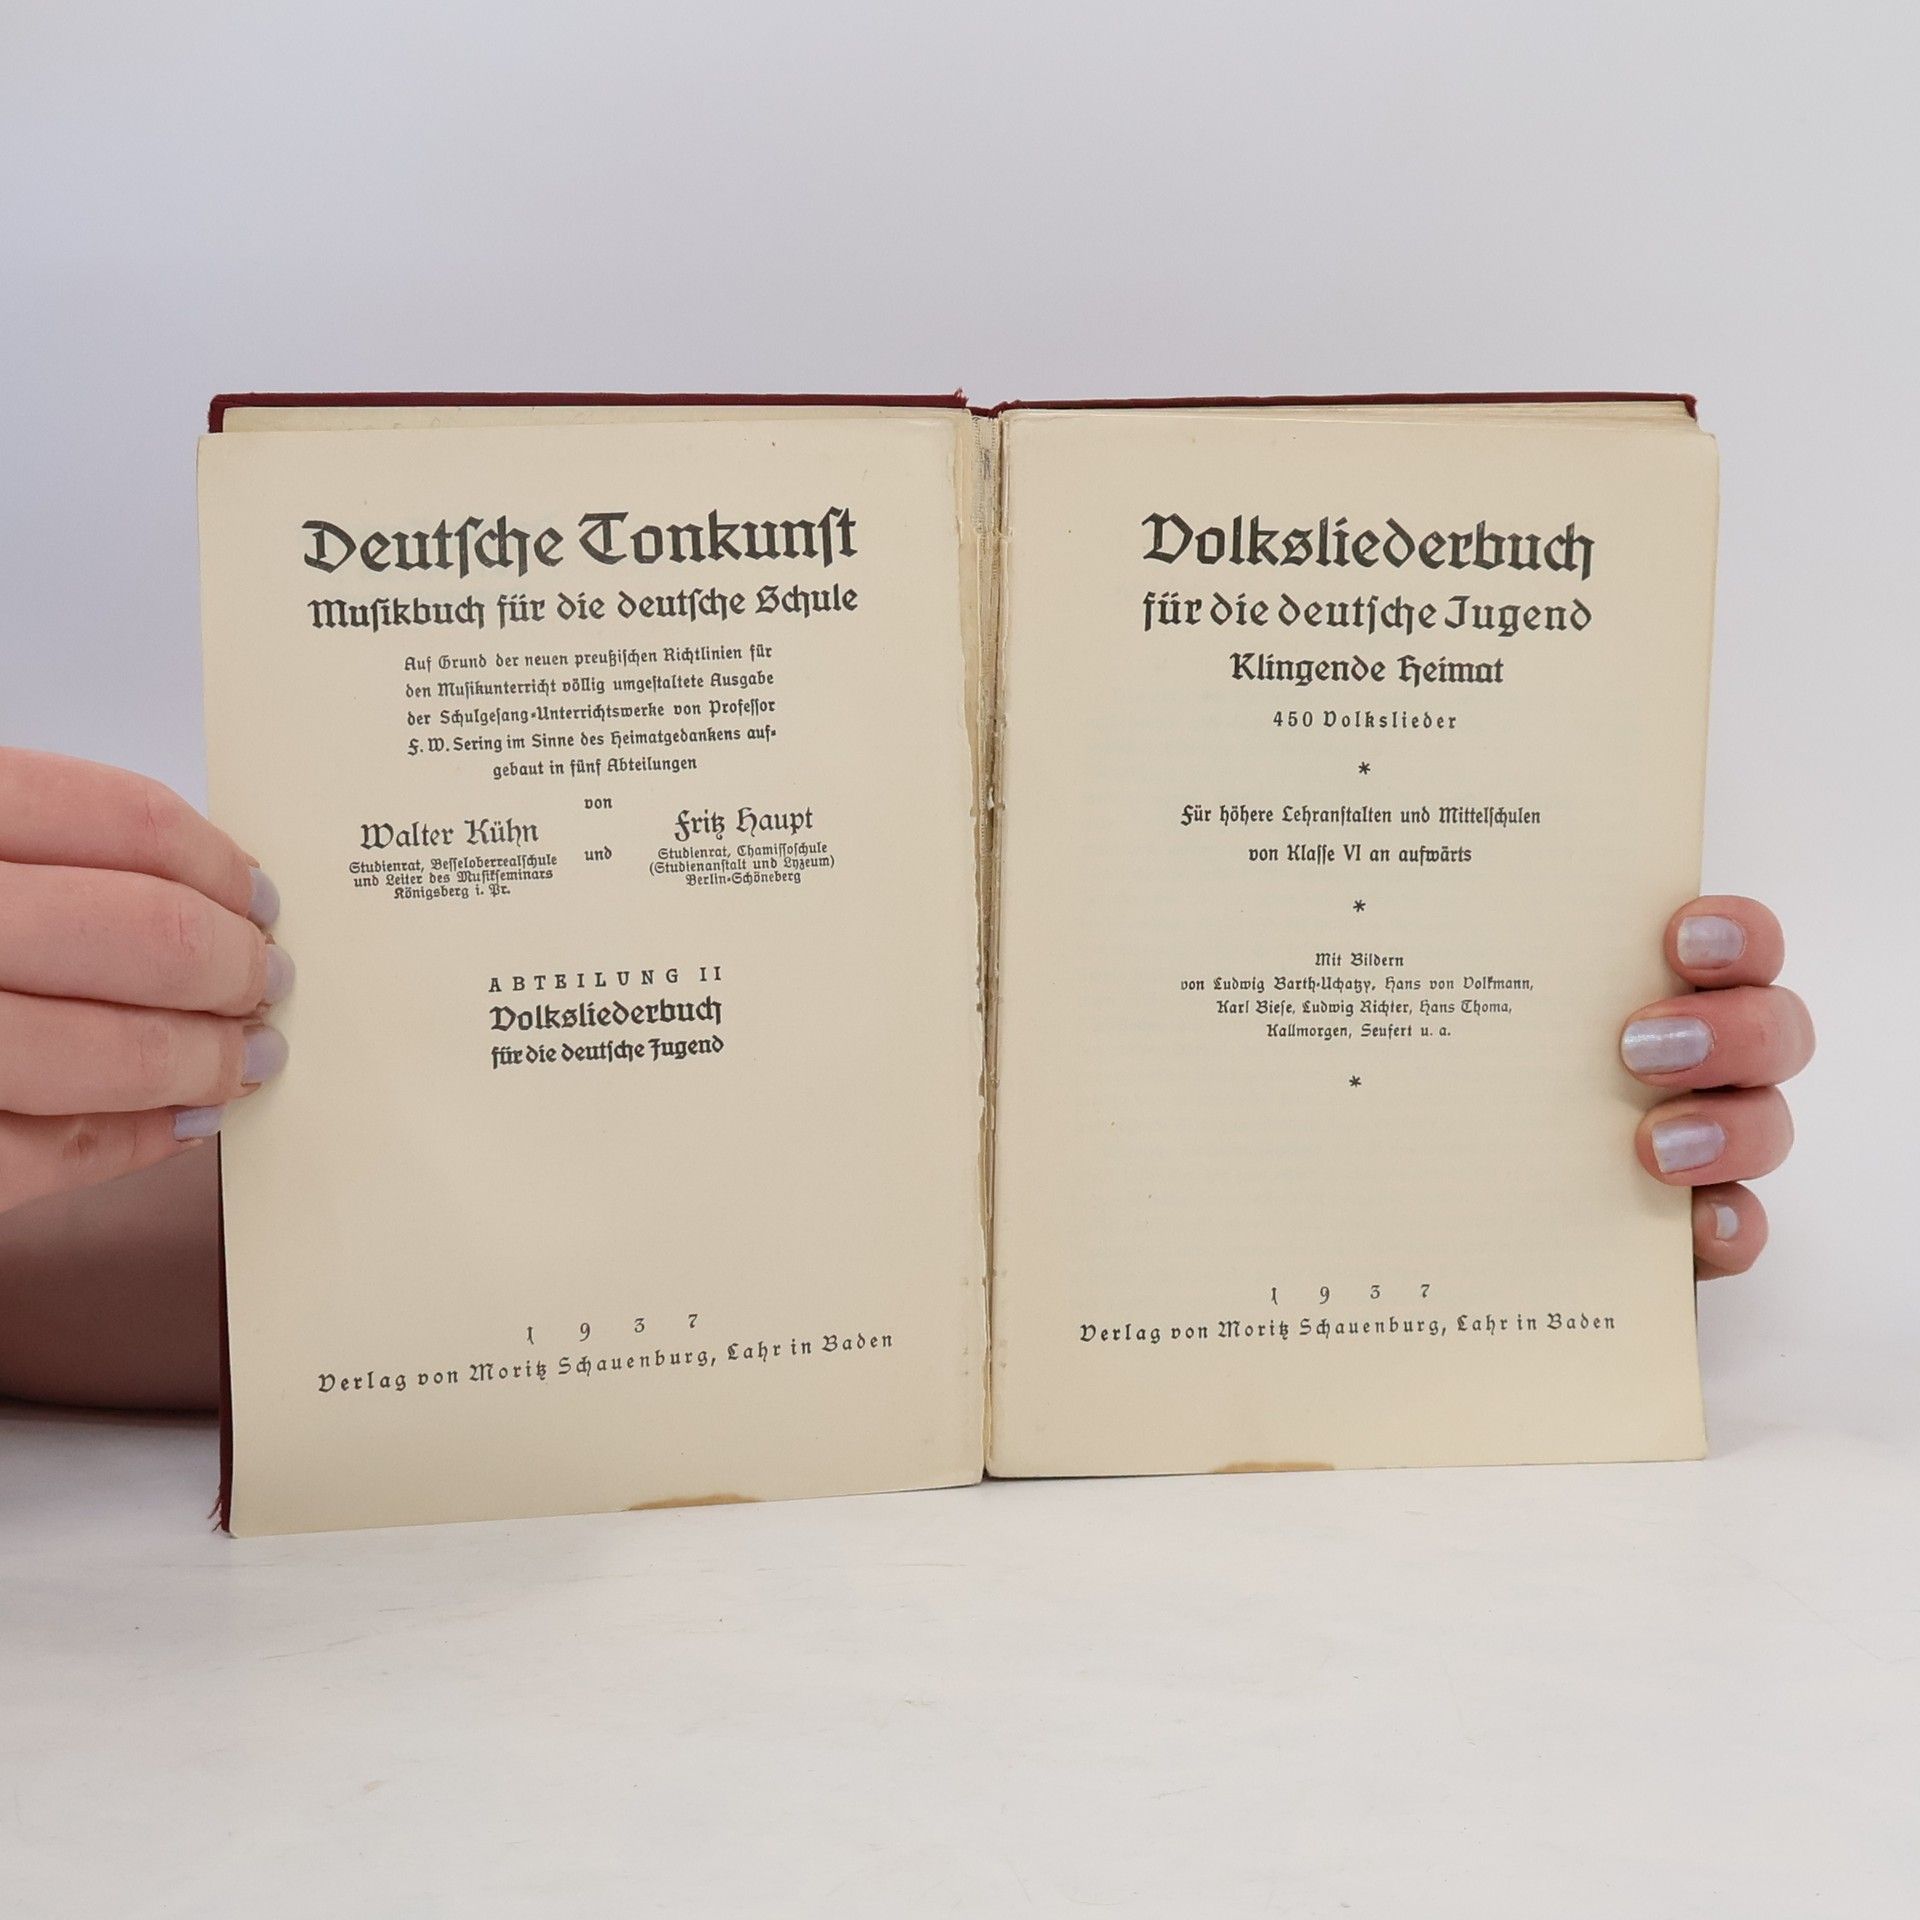 Deutſche Tonkunſt
Muſikbuch für die deutſche Schule
Auf Grund der neuen preußiſchen Richtlinien für
den Muſikunterricht völlig umgeſtaltete Ausgabe
der Schulgeſang-Unterrichtswerke von Profeſſor
F. W. Sering im Sinne des Heimatgedankens auf-
gebaut in fünf Abteilungen
von
Walter Kühn
Studienrat, Beſſeloberrealſchule
und Leiter des Muſikſeminars
Königsberg i. Pr.
und
Fritz Haupt
Studienrat, Chamiſſoſchule
(Studienanſtalt und Lyzeum)
Berlin-Schöneberg
ABTEILUNG II
Volksliederbuch
für die deutſche Jugend
1937
Verlag von Moritz Schauenburg, Lahr in Baden
Volksliederbuch
für die deutſche Jugend
Klingende Heimat
450 Volkslieder
*
Für höhere Lehranſtalten und Mittelſchulen
von Klaſſe VI an aufwärts
*
Mit Bildern
von Ludwig Barth-Uchatzy, Hans von Volkmann,
Karl Bieſe, Ludwig Richter, Hans Thoma,
Kallmorgen, Seufert u. a.
*
1937
Verlag von Moritz Schauenburg, Lahr in Baden